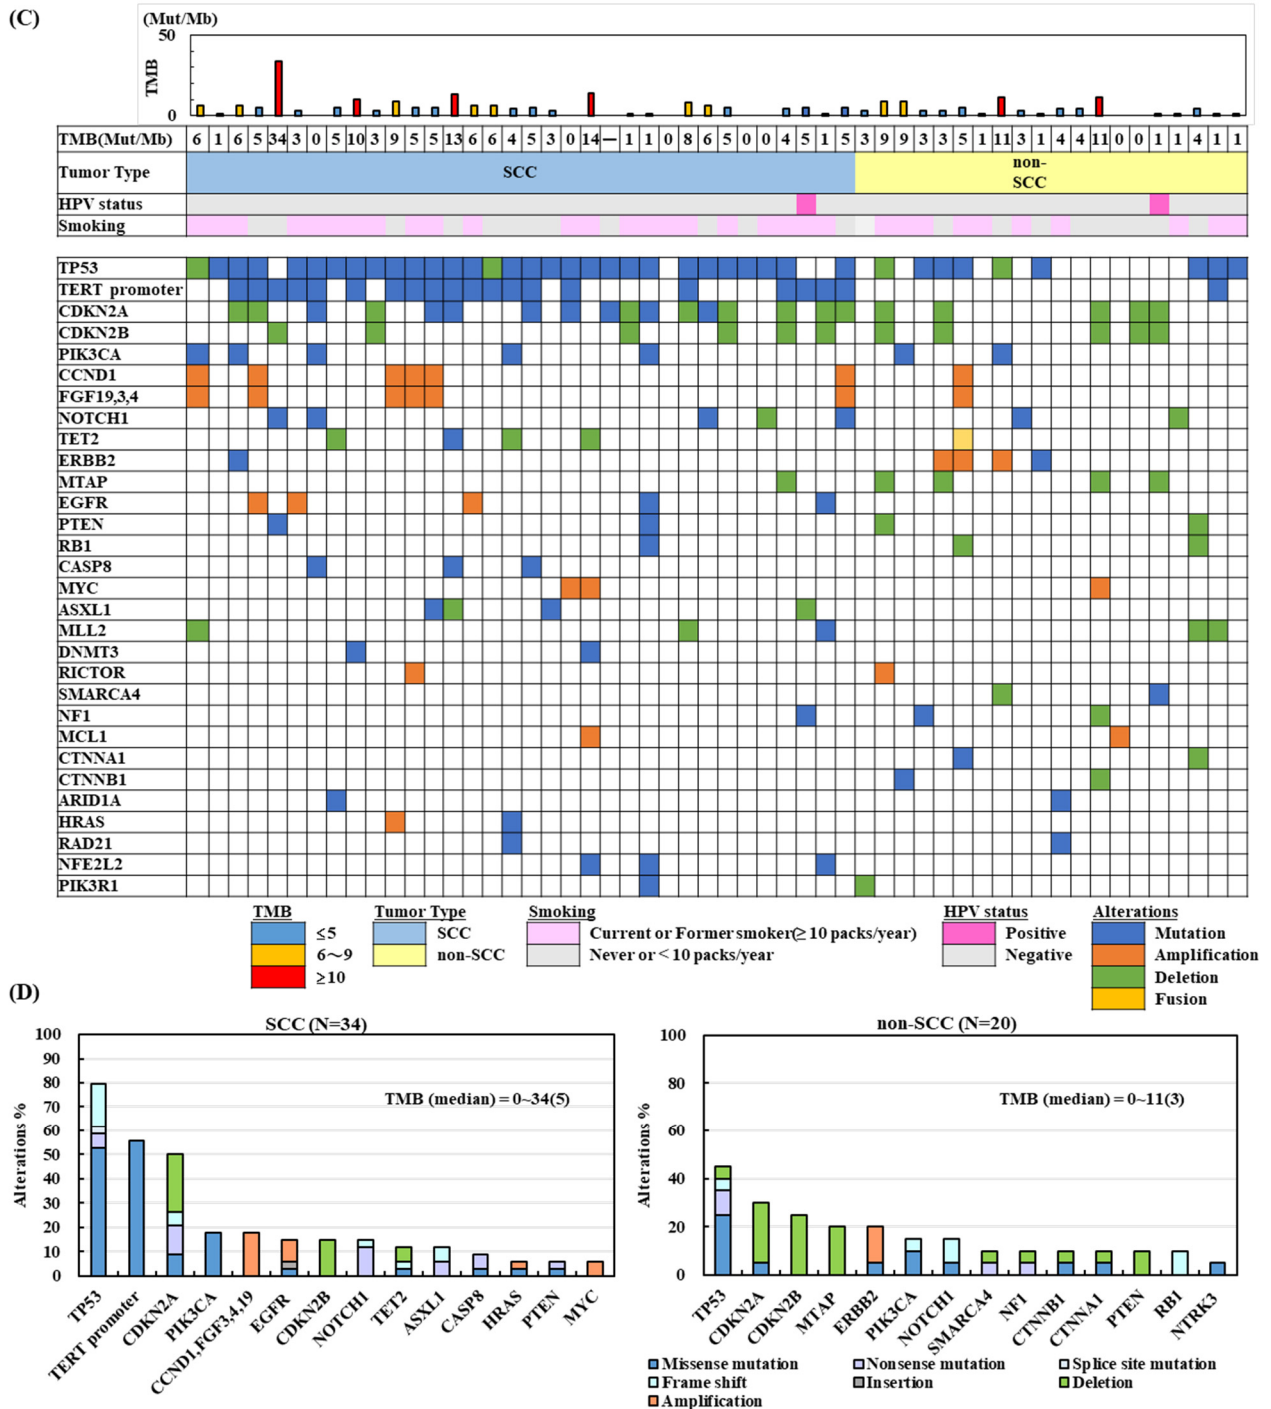 (C)
(Mut/Mb)
50
TMB
0
TMB(Mut/Mb) 6 1 6 5 34 3 0 5 10 3 9 5 5 13 6 6 4 5 3 0 14 — 1 1 0 8 6 5 0 0 4 5 1 5 3 9 9 3 3 5 1 11 3 1 4 4 11 0 0 1 1 4 1 1
Tumor Type SCC non-
SCC
HPV status
Smoking
TP53
TERT promoter
CDKN2A
CDKN2B
PIK3CA
CCND1
FGF19,3,4
NOTCH1
TET2
ERBB2
MTAP
EGFR
PTEN
RB1
CASP8
MYC
ASXL1
MLL2
DNMT3
RICTOR
SMARCA4
NF1
MCL1
CTNNA1
CTNNB1
ARID1A
HRAS
RAD21
NFE2L2
PIK3R1
TMB Tumor Type Smoking HPV status Alterations
≤5 SCC Current or Former smoker(≥ 10 packs/year) Positive Mutation
6～9 non-SCC Never or < 10 packs/year Negative Amplification
≥10 Deletion
Fusion
(D)
SCC (N=34)
100
90
80
70
60
50
40
30
20
10
0
Alterations %
TMB (median) = 0~34(5)
TP53
TERT promoter
CDKN2A
PIK3CA
CCND1,FGF3,4,19
EGFR
CDKN2B
NOTCH1
TET2
ASXL1
CASP8
HRAS
PTEN
MYC
non-SCC (N=20)
100
80
60
40
20
0
Alterations %
TMB (median) = 0~11(3)
TP53
CDKN2A
CDKN2B
MTAP
ERBB2
PIK3CA
NOTCH1
SMARCA4
NF1
CTNNB1
CTNNA1
PTEN
RB1
NTRK3
Missense mutation Nonsense mutation Splice site mutation
Frame shift Insertion Deletion
Amplification